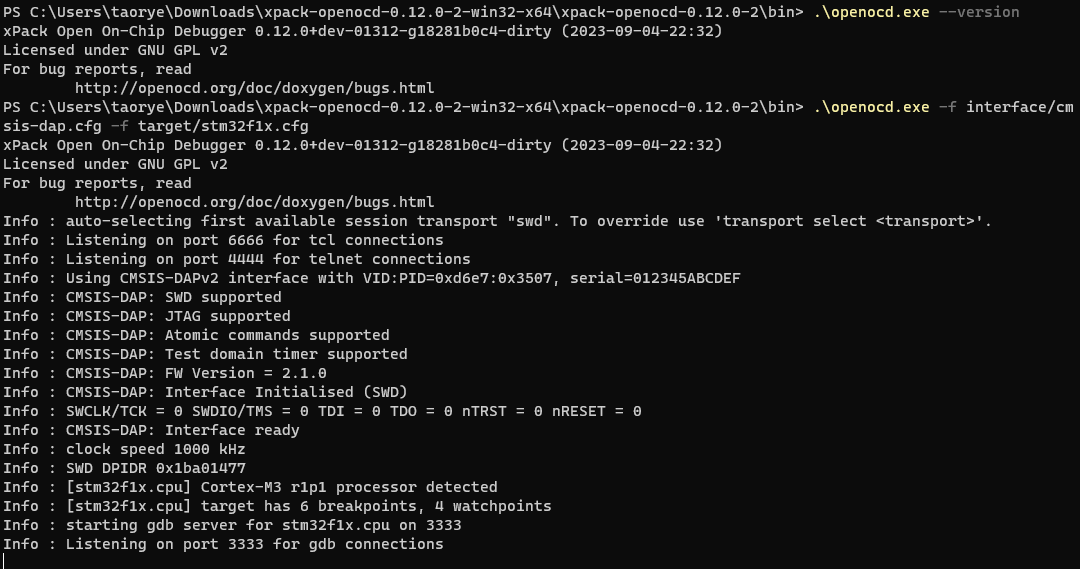 PS C:\Users\taorye\Downloads\xpack-openocd-0.12.0-2-win32-x64\xpack-openocd-0.12.0-2\bin> .\openocd.exe --version
xPack Open On-Chip Debugger 0.12.0+dev-01312-g18281b0c4-dirty (2023-09-04-22:32)
Licensed under GNU GPL v2
For bug reports, read
        http://openocd.org/doc/doxygen/bugs.html
PS C:\Users\taorye\Downloads\xpack-openocd-0.12.0-2-win32-x64\xpack-openocd-0.12.0-2\bin> .\openocd.exe -f interface/cm
sis-dap.cfg -f target/stm32f1x.cfg
xPack Open On-Chip Debugger 0.12.0+dev-01312-g18281b0c4-dirty (2023-09-04-22:32)
Licensed under GNU GPL v2
For bug reports, read
        http://openocd.org/doc/doxygen/bugs.html
Info : auto-selecting first available session transport "swd". To override use 'transport select <transport>'.
Info : Listening on port 6666 for tcl connections
Info : Listening on port 4444 for telnet connections
Info : Using CMSIS-DAPv2 interface with VID:PID=0xd6e7:0x3507, serial=012345ABCDEF
Info : CMSIS-DAP: SWD supported
Info : CMSIS-DAP: JTAG supported
Info : CMSIS-DAP: Atomic commands supported
Info : CMSIS-DAP: Test domain timer supported
Info : CMSIS-DAP: FW Version = 2.1.0
Info : CMSIS-DAP: Interface Initialised (SWD)
Info : SWCLK/TCK = 0 SWDIO/TMS = 0 TDI = 0 TDO = 0 nTRST = 0 nRESET = 0
Info : CMSIS-DAP: Interface ready
Info : clock speed 1000 kHz
Info : SWD DPIDR 0x1ba01477
Info : [stm32f1x.cpu] Cortex-M3 r1p1 processor detected
Info : [stm32f1x.cpu] target has 6 breakpoints, 4 watchpoints
Info : starting gdb server for stm32f1x.cpu on 3333
Info : Listening on port 3333 for gdb connections